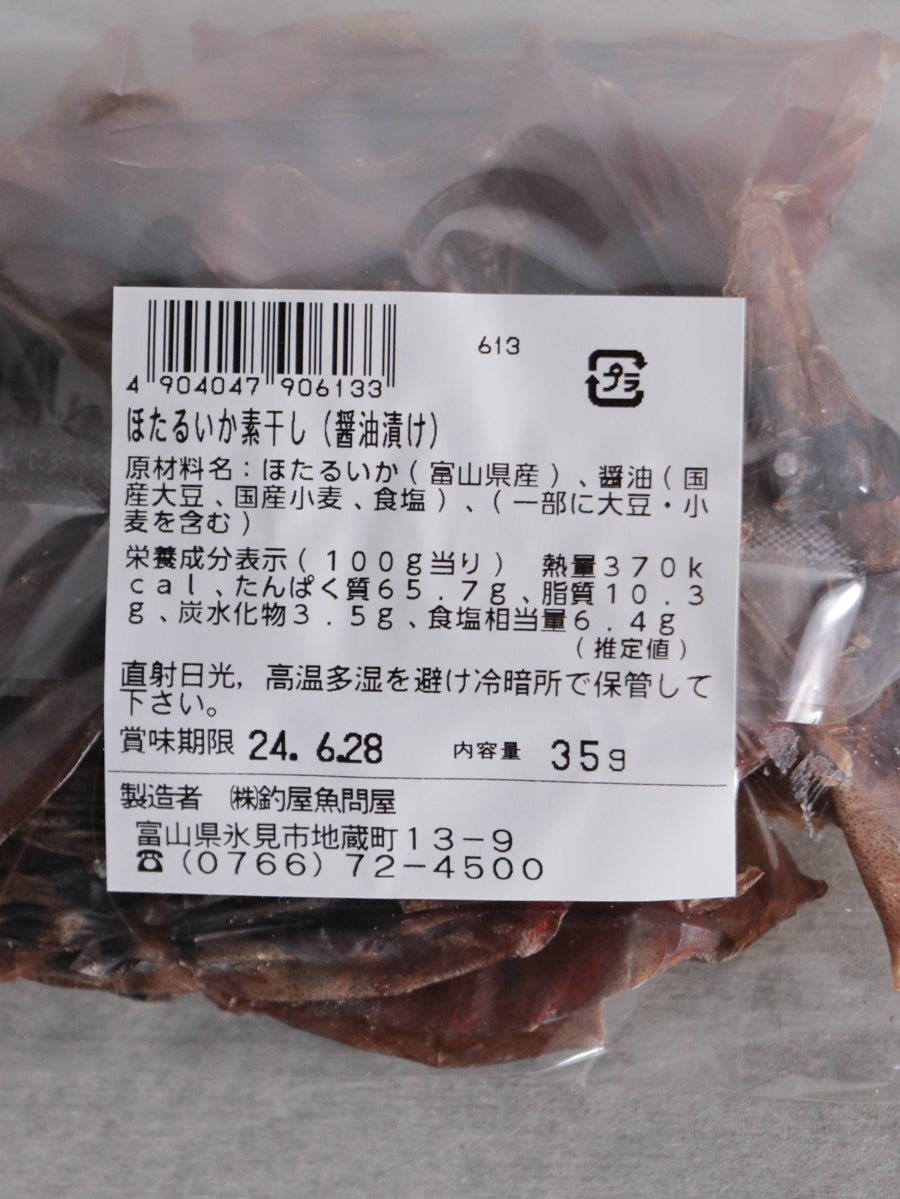 613
プラ
4 904047 906133
ほたるいか素干し（醤油漬け）
原材料名：ほたるいか（富山県産）、醤油（国
産大豆、国産小麦、食塩）、（一部に大豆・小
麦を含む）
栄養成分表示（１００ｇ当り）　熱量３７０ｋ
ｃａｌ、たんぱく質６５．７ｇ、脂質１０．３
ｇ、炭水化物３．５ｇ、食塩相当量６．４ｇ
（推定値）
直射日光，高温多湿を避け冷暗所で保管して
下さい。
賞味期限 24. 6.28 内容量 35g
製造者　㈱釣屋魚問屋
富山県氷見市地蔵町１３−９
☎（０７６６）７２−４５００